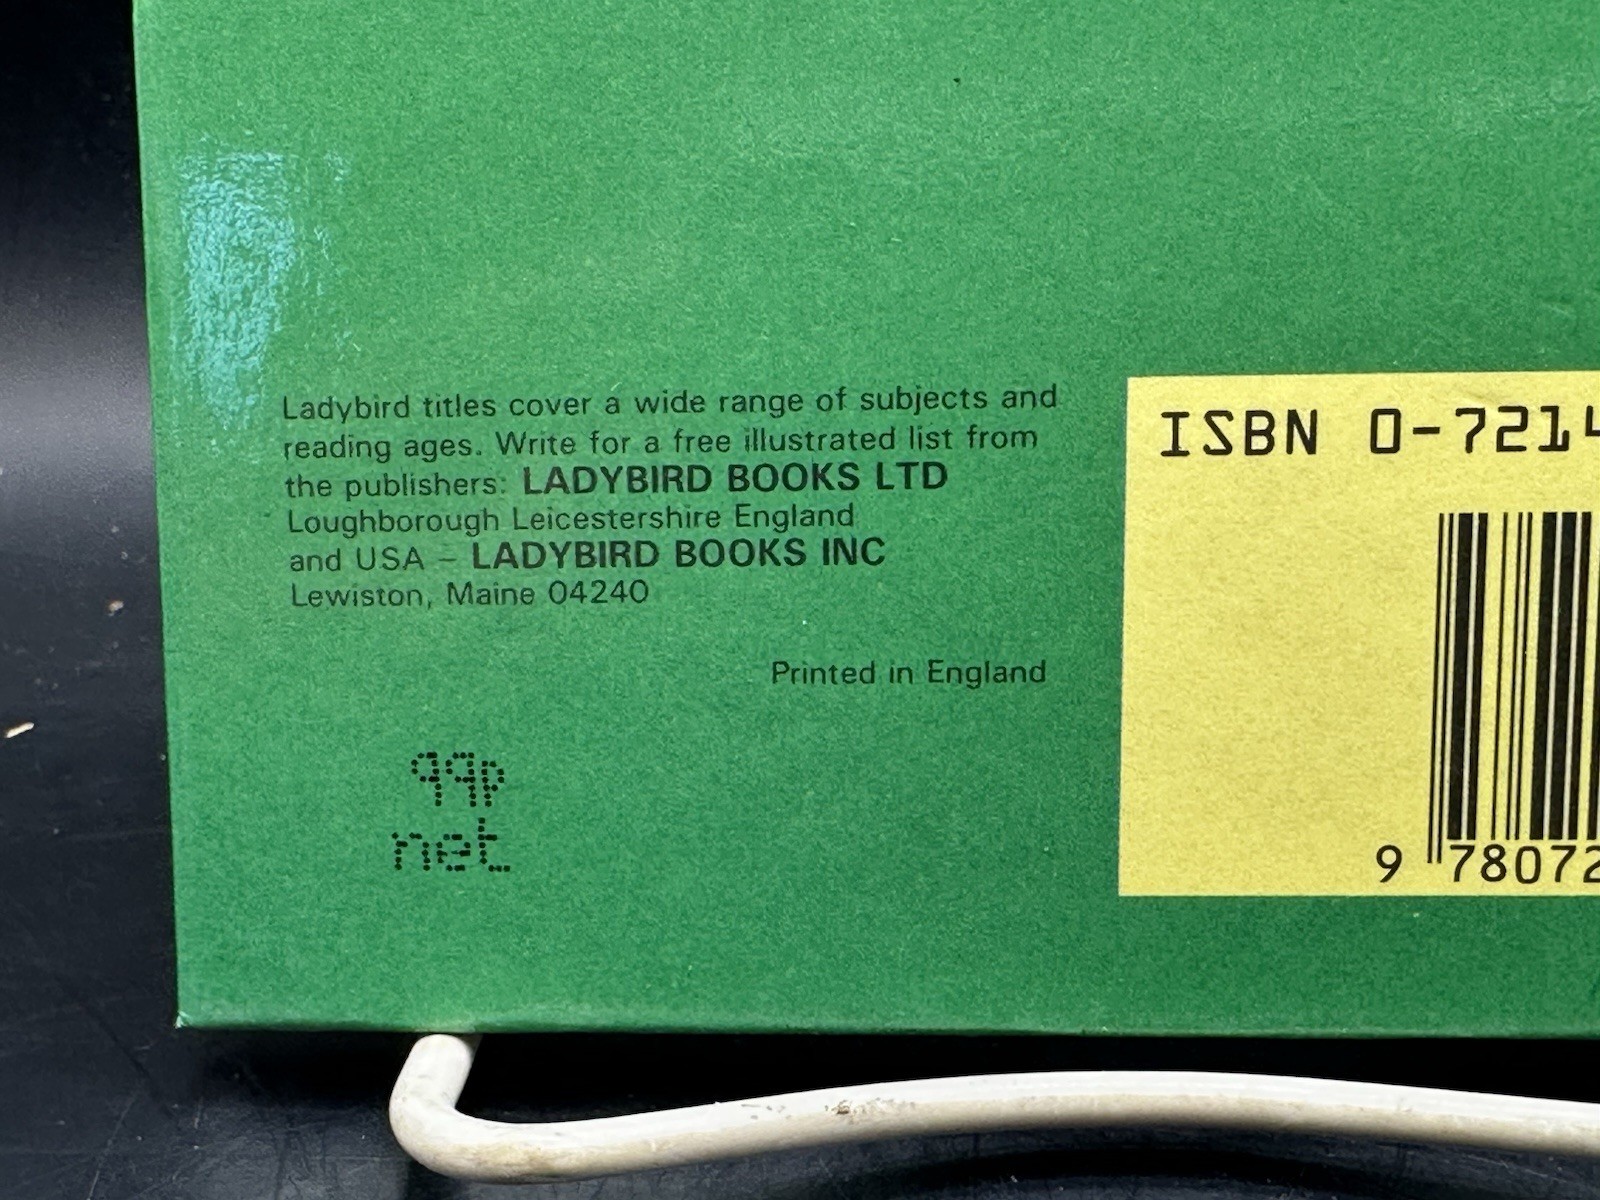 Ladybird titles cover a wide range of subjects and
reading ages. Write for a free illustrated list from
the publishers: LADYBIRD BOOKS LTD
Loughborough Leicestershire England
and USA – LADYBIRD BOOKS INC
Lewiston, Maine 04240
Printed in England
99p
net
ISBN 0-7214
9 78072